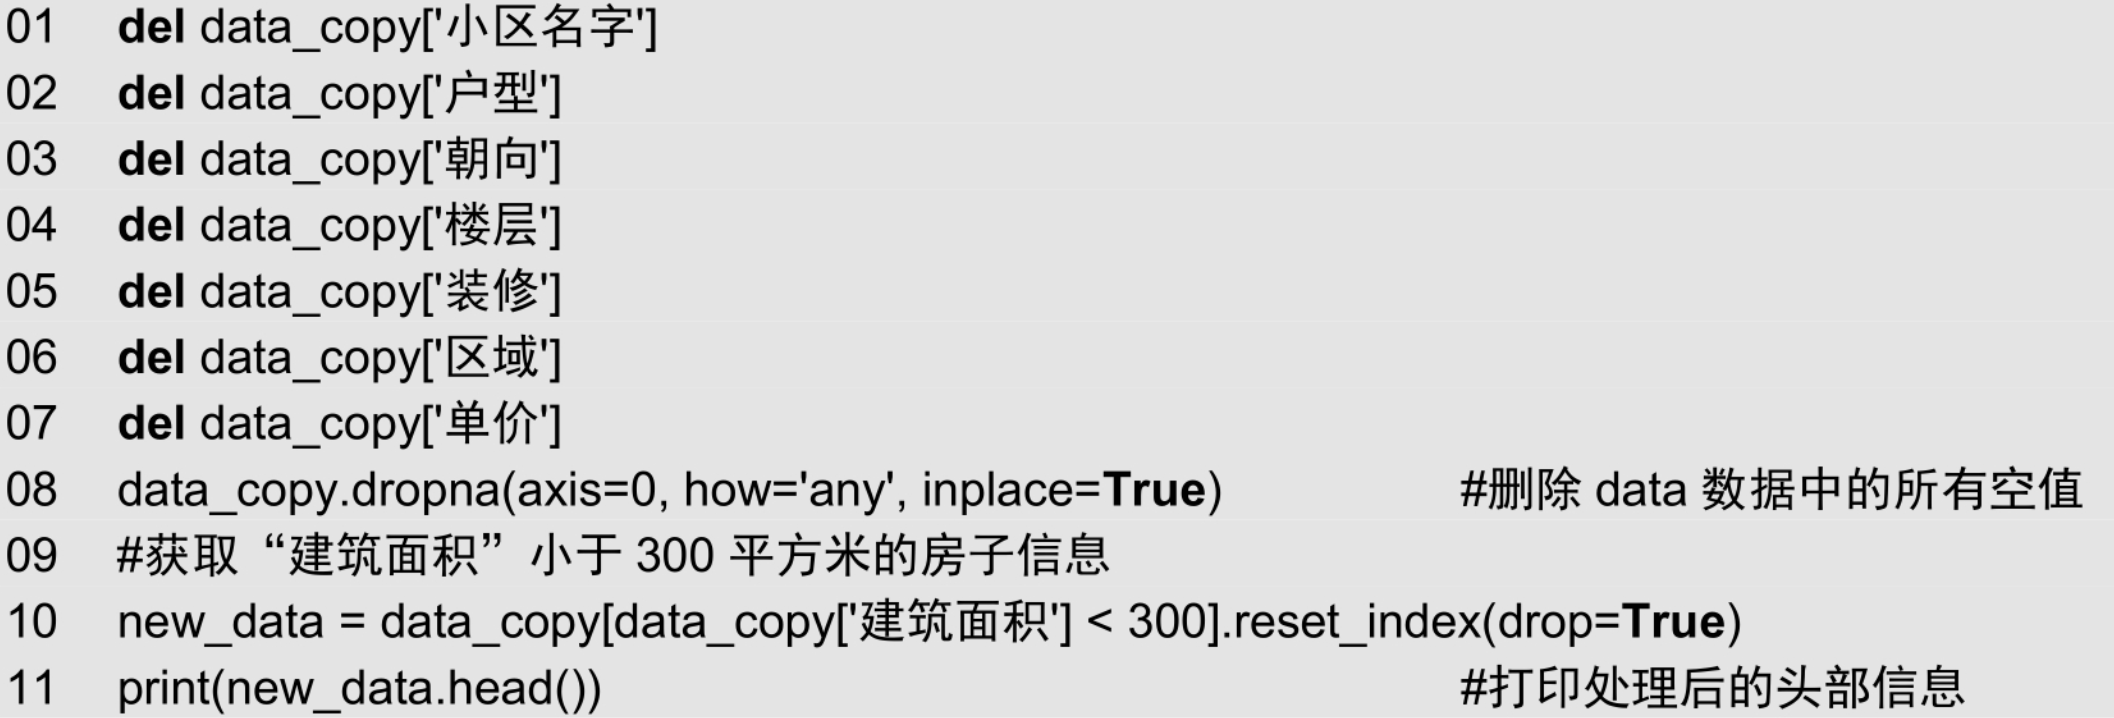 01 del data_copy['小区名字']
02 del data_copy['户型']
03 del data_copy['朝向']
04 del data_copy['楼层']
05 del data_copy['装修']
06 del data_copy['区域']
07 del data_copy['单价']
08 data_copy.dropna(axis=0, how='any', inplace=True) #删除 data 数据中的所有空值
09 #获取“建筑面积”小于 300 平方米的房子信息
10 new_data = data_copy[data_copy['建筑面积'] < 300].reset_index(drop=True)
11 print(new_data.head()) #打印处理后的头部信息